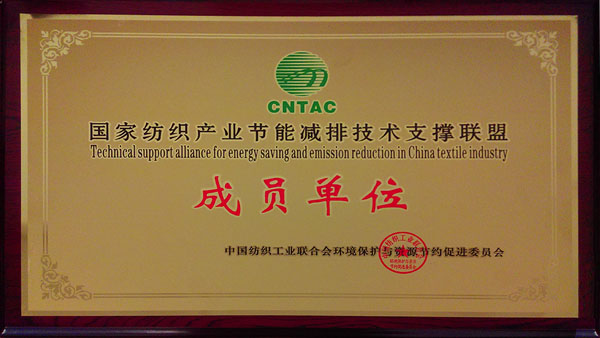 CNTAC
国家纺织产业节能减排技术支撑联盟
Technical support alliance for energy saving and emission reduction in China textile industry
成员单位
中国纺织工业联合会环境保护与资源节约促进委员会